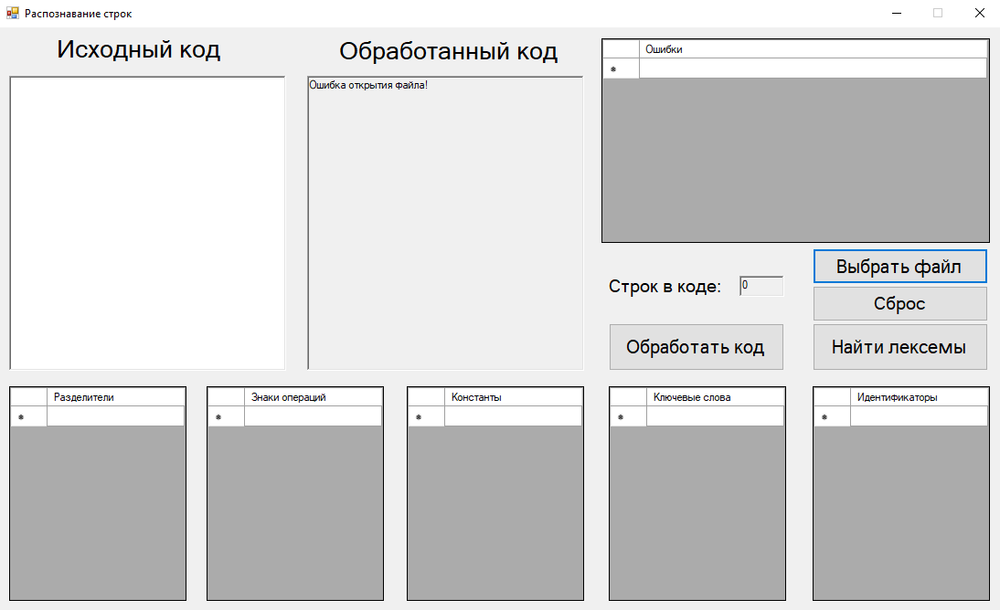 Распознавание строк
Исходный код
Обработанный код
Ошибка открытия файла!
Ошибки
Строк в коде: 0
Выбрать файл
Сброс
Обработать код
Найти лексемы
Разделители
Знаки операций
Константы
Ключевые слова
Идентификаторы